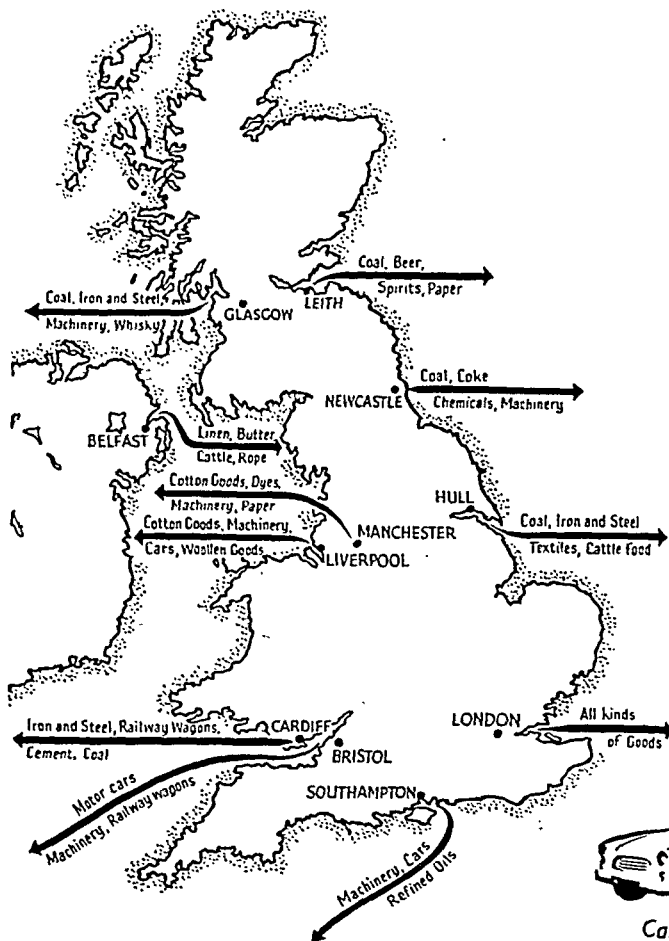 Coal, Beer,
Spirits, Paper
LEITH
Coal, Iron and Steel,
Machinery, Whisky
GLASGOW
Coal, Coke
Chemicals, Machinery
NEWCASTLE
BELFAST
Linen, Butter
Cattle, Rope
Cotton Goods, Dyes,
Machinery, Paper
MANCHESTER
HULL
Coal, Iron and Steel
Textiles, Cattle Food
Cotton Goods, Machinery,
Cars, Woollen Goods
LIVERPOOL
Iron and Steel, Railway Wagons,
Cement, Coal
CARDIFF
BRISTOL
LONDON
All kinds
of Goods
Motor cars
Machinery, Railway wagons
SOUTHAMPTON
Machinery, Cars
Refined Oils
Ca